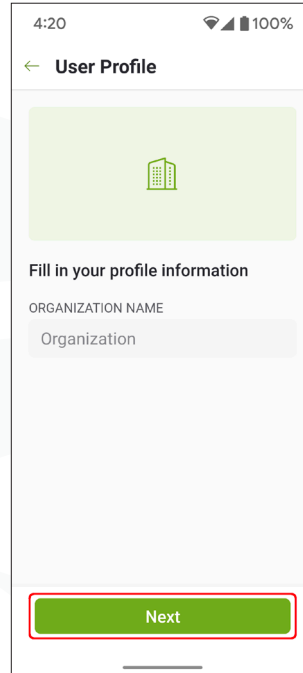 4:20 100%
User Profile
Fill in your profile information
ORGANIZATION NAME
Organization
Next